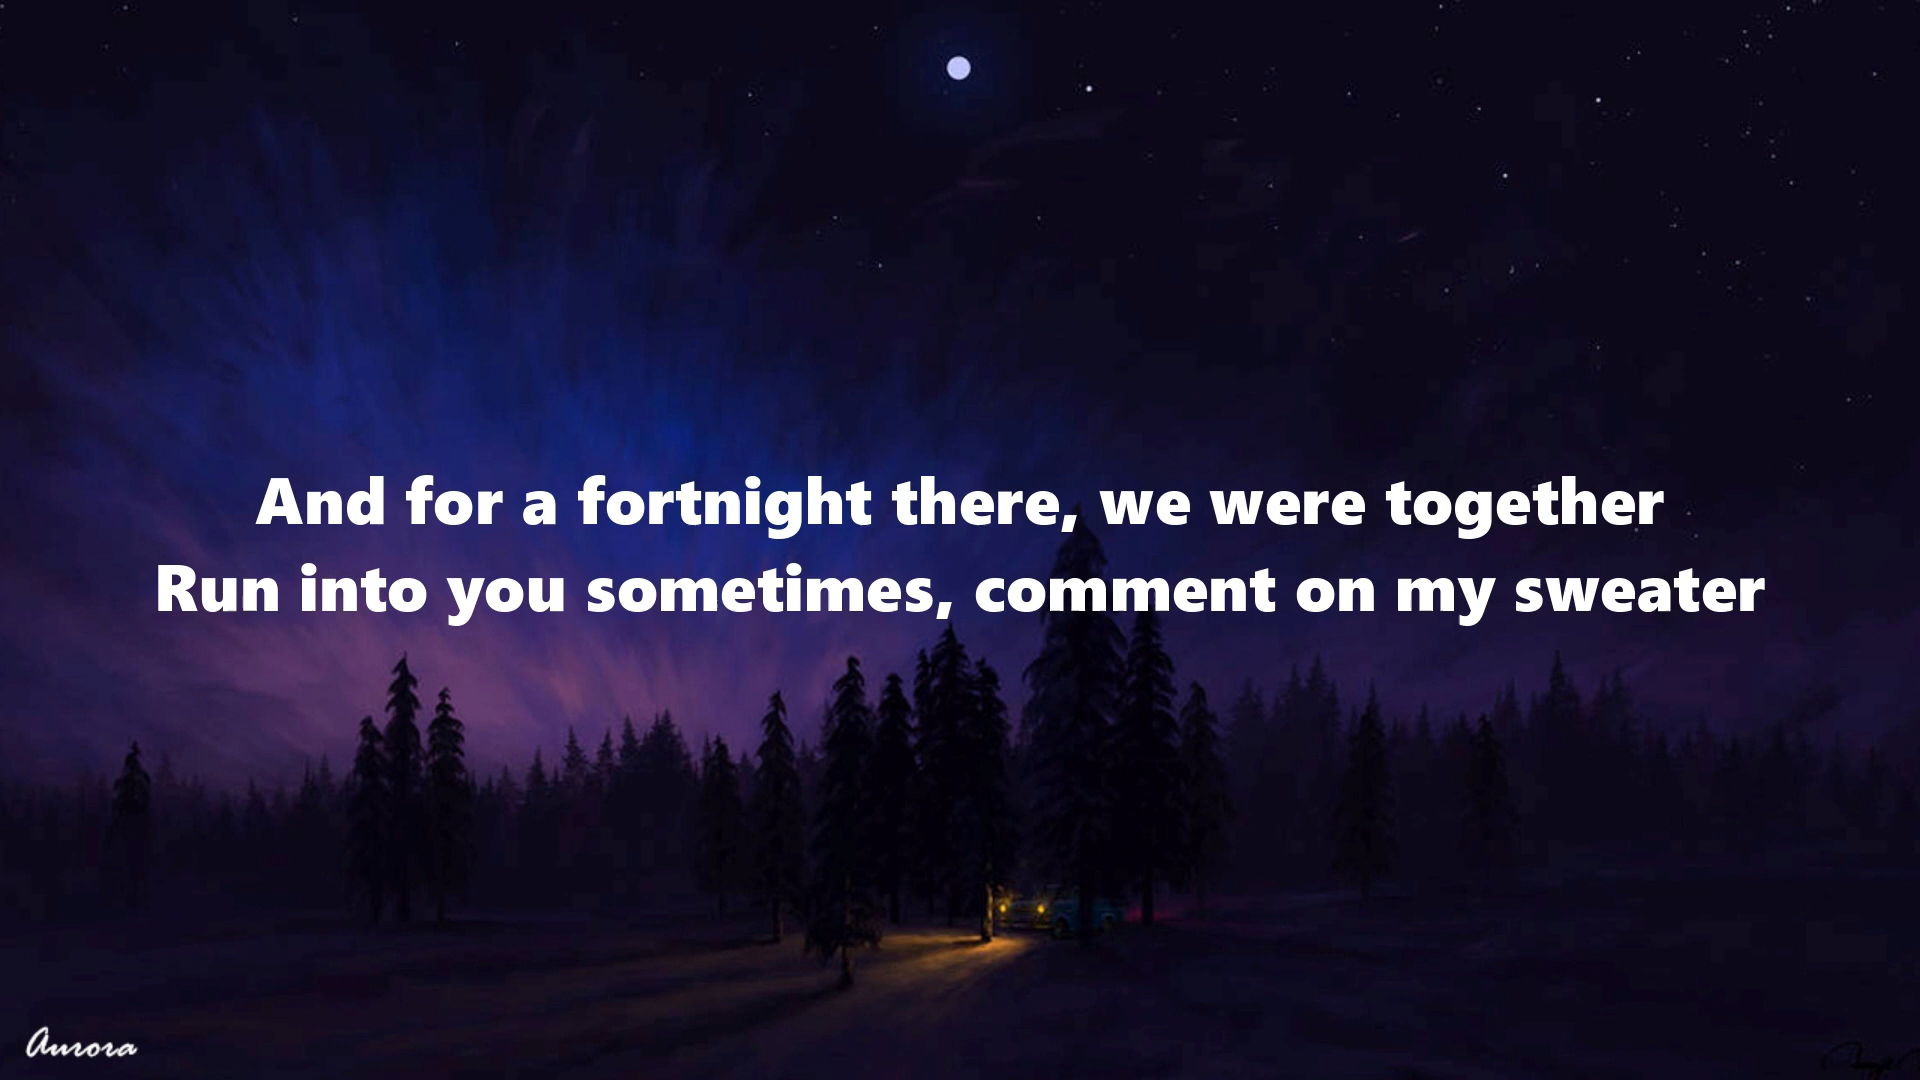 And for a fortnight there, we were together
Run into you sometimes, comment on my sweater
Aurora